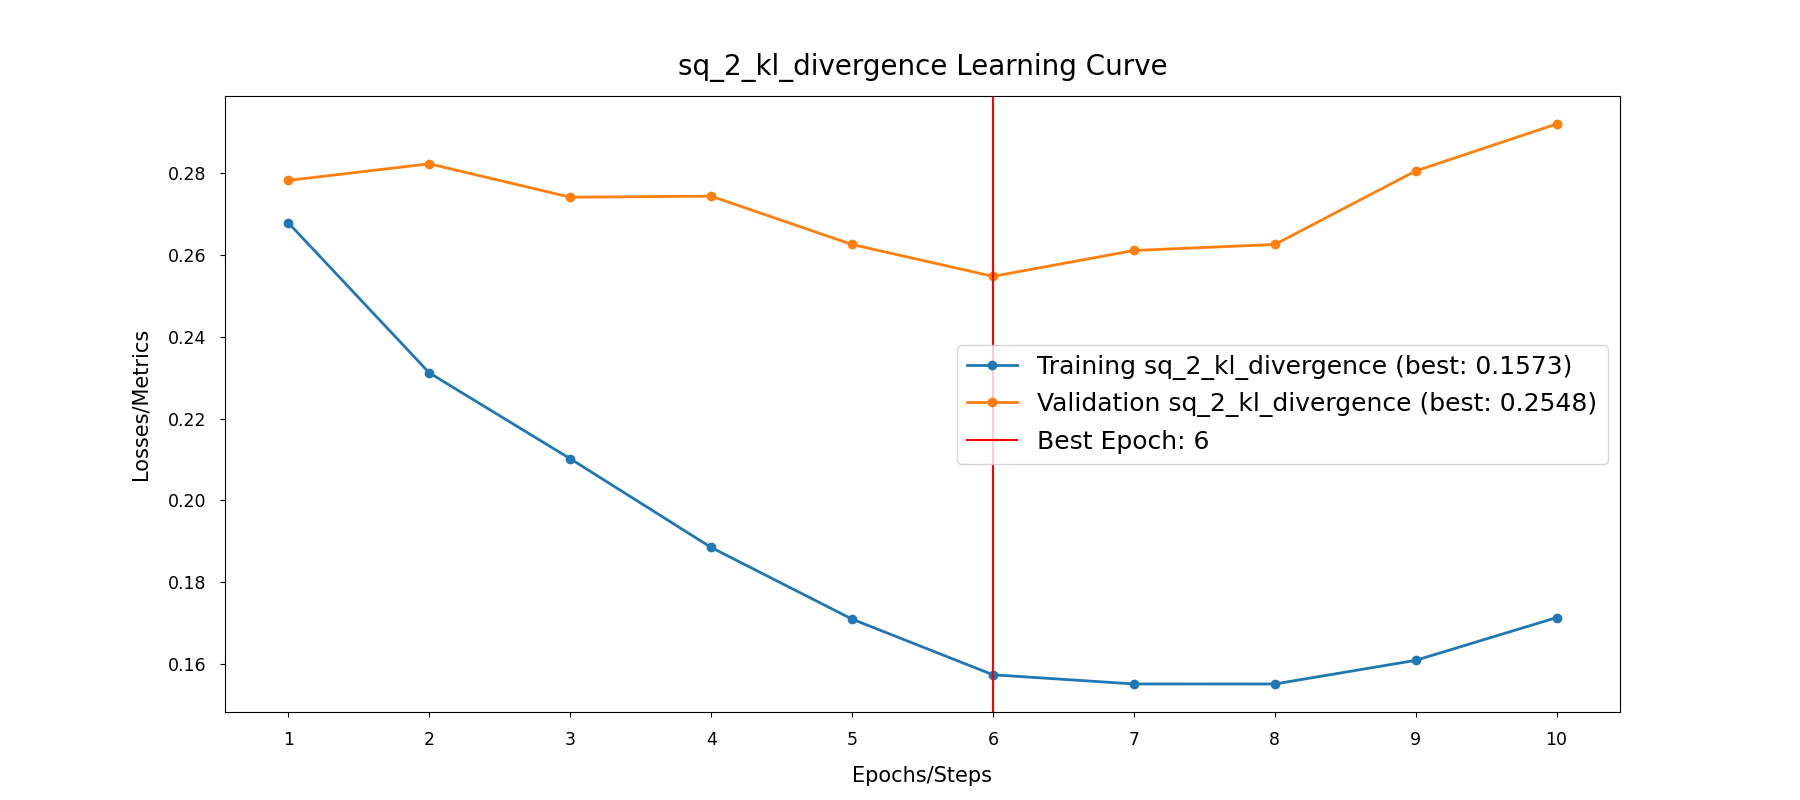 sq_2_kl_divergence Learning Curve
Losses/Metrics
0.28
0.26
0.24
0.22
0.20
0.18
0.16
Training sq_2_kl_divergence (best: 0.1573)
Validation sq_2_kl_divergence (best: 0.2548)
Best Epoch: 6
1 2 3 4 5 6 7 8 9 10
Epochs/Steps